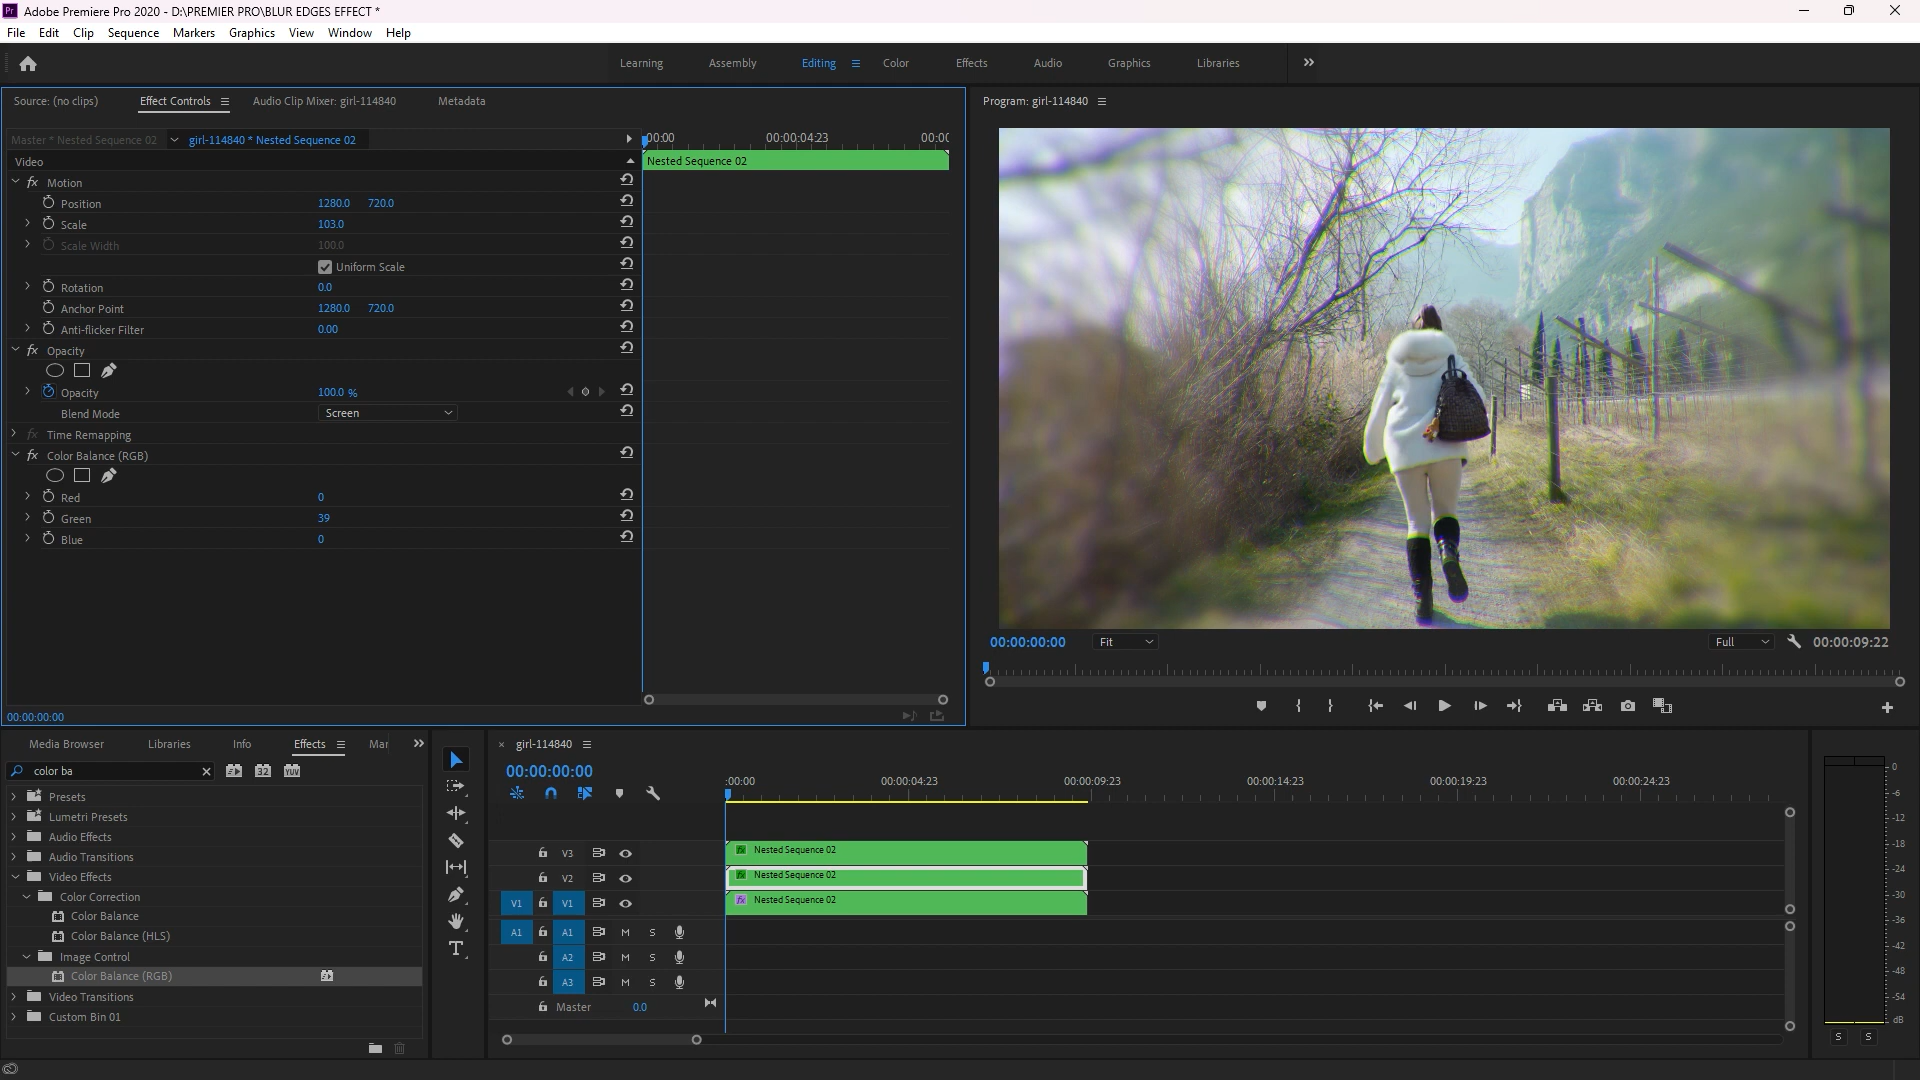 Adobe Premiere Pro 2020 - D:\PREMIER PRO\BLUR EDGES EFFECT *
File Edit Clip Sequence Markers Graphics View Window Help
Learning Assembly Editing Color Effects Audio Graphics Libraries
Source: (no clips) Effect Controls Audio Clip Mixer: girl-114840 Metadata
Master * Nested Sequence 02 girl-114840 * Nested Sequence 02
00:00 00:00:04:23 00:00
Video
Nested Sequence 02
fx Motion
Position 1280.0 720.0
Scale 103.0
Scale Width 100.0
Uniform Scale
Rotation 0.0
Anchor Point 1280.0 720.0
Anti-flicker Filter 0.00
fx Opacity
Opacity 100.0 %
Blend Mode Screen
fx Time Remapping
fx Color Balance (RGB)
Red 0
Green 39
Blue 0
00:00:00:00
Program: girl-114840
00:00:00:00 Fit Full 00:00:09:22
Media Browser Libraries Info Effects Mar
color ba 32 YUV
Presets
Lumetri Presets
Audio Effects
Audio Transitions
Video Effects
Color Correction
Color Balance
Color Balance (HLS)
Image Control
Color Balance (RGB)
Video Transitions
Custom Bin 01
girl-114840
00:00:00:00
:00:00 00:00:04:23 00:00:09:23 00:00:14:23 00:00:19:23 00:00:24:23
V3 fx Nested Sequence 02
V2 fx Nested Sequence 02
V1 V1 fx Nested Sequence 02
A1 A1 M S
A2 M S
A3 M S
Master 0.0
0
-6
-12
-18
-24
-30
-36
-42
-48
-54
dB
S S